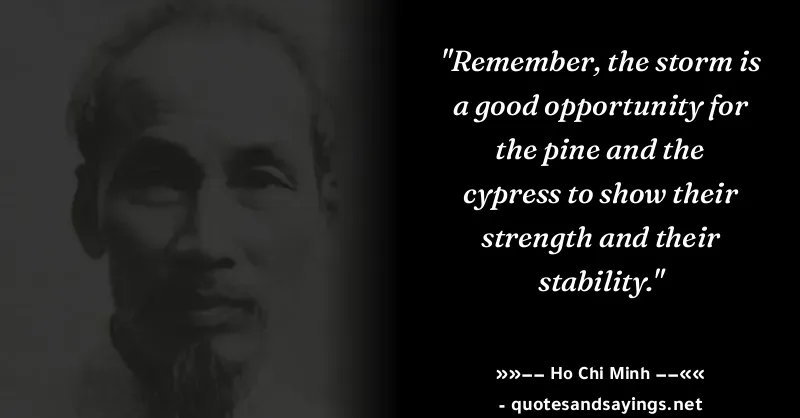 "Remember, the storm is
a good opportunity for
the pine and the
cypress to show their
strength and their
stability."
»»−− Ho Chi Minh −−««
- quotesandsayings.net